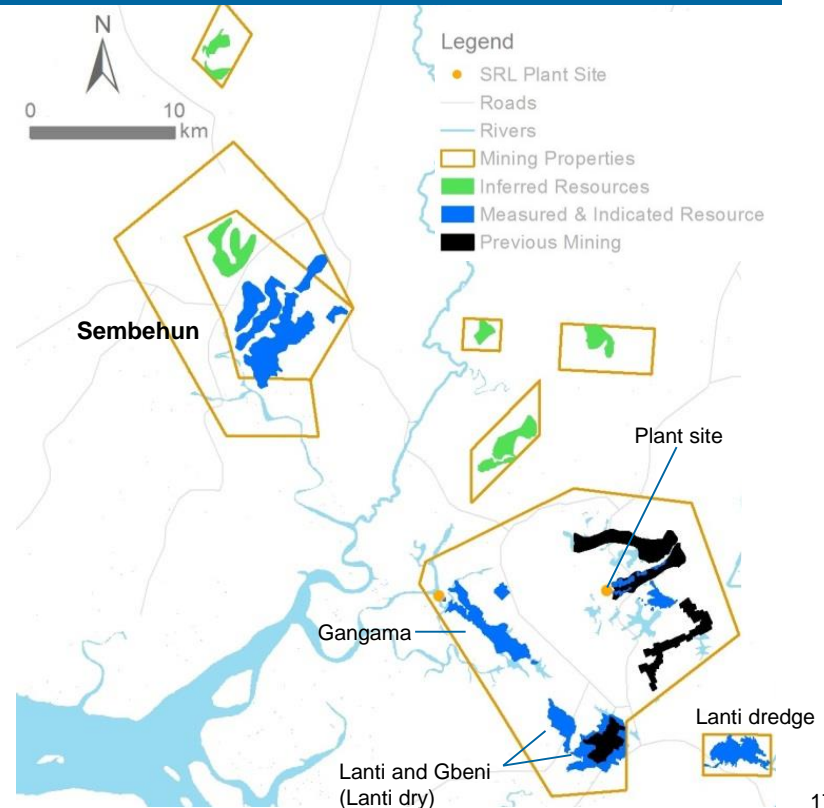 N
0 10
km
Legend
SRL Plant Site
Roads
Rivers
Mining Properties
Inferred Resources
Measured & Indicated Resource
Previous Mining
Sembehun
Plant site
Gangama
Lanti dredge
Lanti and Gbeni
(Lanti dry)